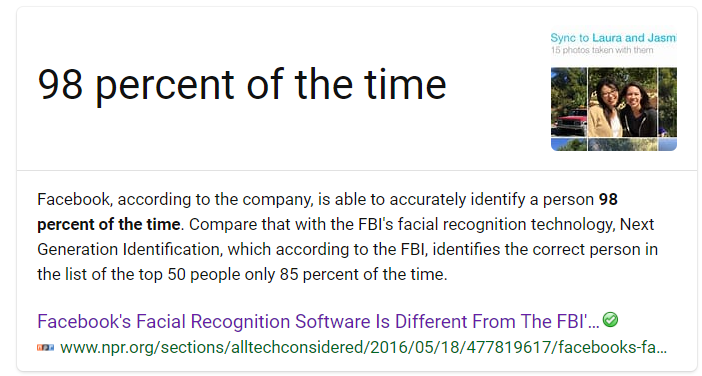 Sync to Laura and Jasm
15 photos taken with them
98 percent of the time
Facebook, according to the company, is able to accurately identify a person 98
percent of the time. Compare that with the FBI's facial recognition technology, Next
Generation Identification, which according to the FBI, identifies the correct person in
the list of the top 50 people only 85 percent of the time.
Facebook's Facial Recognition Software Is Different From The FBI'...
www.npr.org/sections/alltechconsidered/2016/05/18/477819617/facebooks-fa...